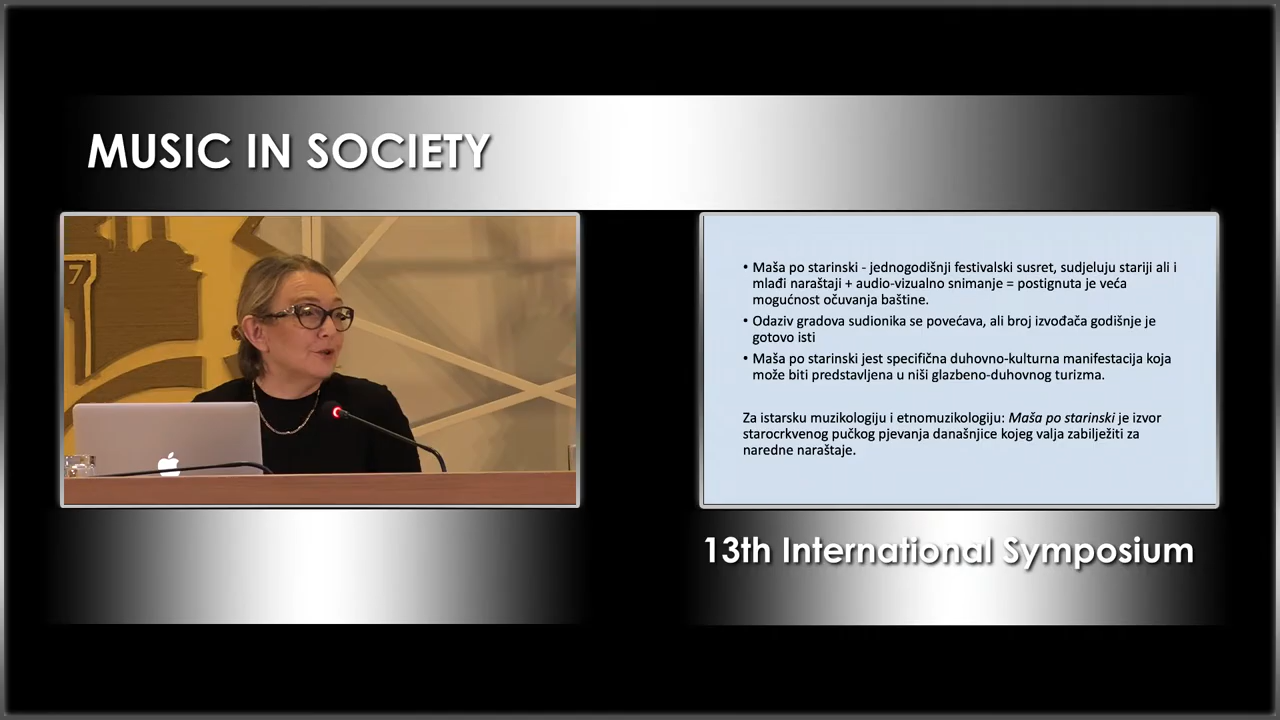 MUSIC IN SOCIETY
7
• Maša po starinski - jednogodišnji festivalski susret, sudjeluju stariji ali i
mlađi naraštaji + audio-vizualno snimanje = postignuta je veća
mogućnost očuvanja baštine.
• Odaziv gradova sudionika se povećava, ali broj izvođača godišnje je
gotovo isti
• Maša po starinski jest specifična duhovno-kulturna manifestacija koja
može biti predstavljena u niši glazbeno-duhovnog turizma.
Za istarsku muzikologiju i etnomuzikologiju: Maša po starinski je izvor
starocrkvenog pučkog pjevanja današnjice kojeg valja zabilježiti za
naredne naraštaje.
13th International Symposium